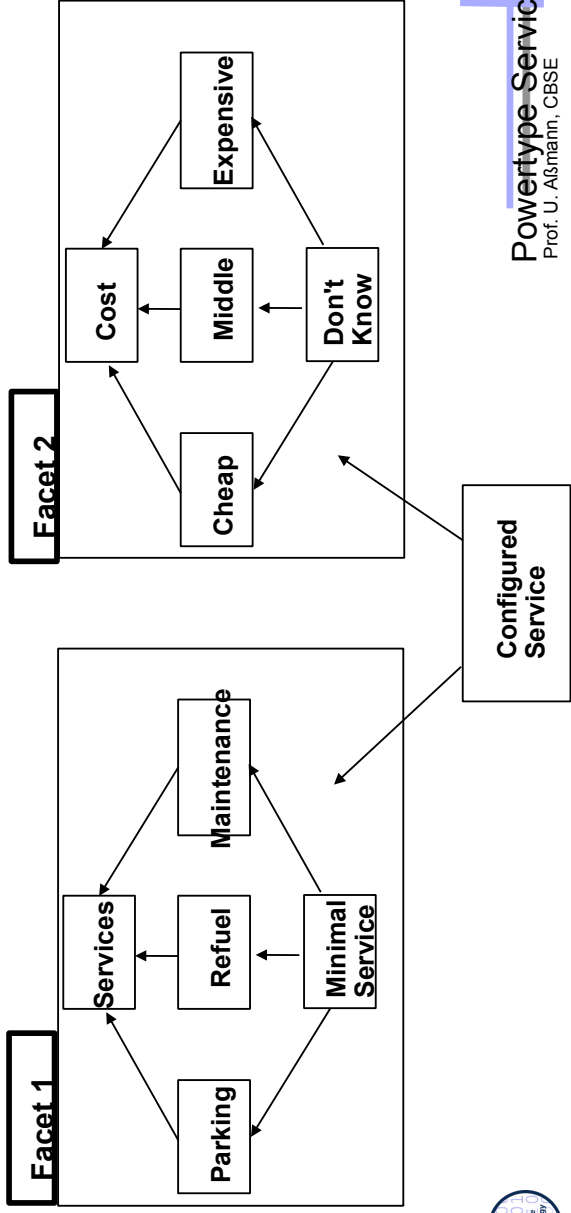 Facet 1
Services
Parking
Refuel
Maintenance
Minimal
Service
Facet 2
Cost
Cheap
Middle
Expensive
Don't
Know
Configured
Service
Powertype Servic
Prof. U. Aßmann, CBSE